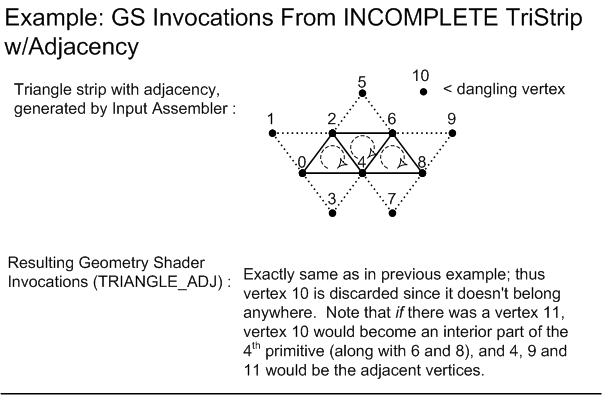 Example: GS Invocations From INCOMPLETE TriStrip
w/Adjacency
Triangle strip with adjacency,
generated by Input Assembler :
5
10
< dangling vertex
1
2
6
9
0
4
8
3
7
Resulting Geometry Shader
Invocations (TRIANGLE_ADJ) :
Exactly same as in previous example; thus
vertex 10 is discarded since it doesn't belong
anywhere. Note that if there was a vertex 11,
vertex 10 would become an interior part of the
4th primitive (along with 6 and 8), and 4, 9 and
11 would be the adjacent vertices.